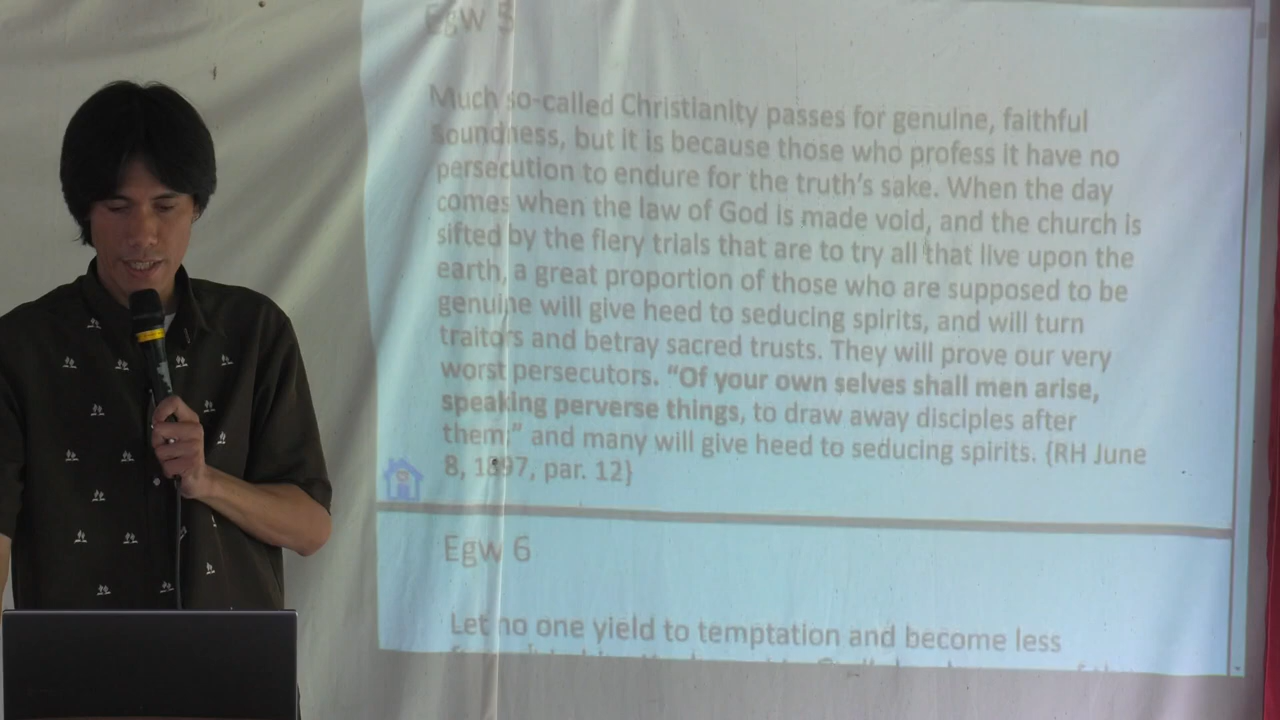 Egw 5
Much so-called Christianity passes for genuine, faithful
soundness, but it is because those who profess it have no
persecution to endure for the truth's sake. When the day
comes when the law of God is made void, and the church is
sifted by the fiery trials that are to try all that live upon the
earth, a great proportion of those who are supposed to be
genuine will give heed to seducing spirits, and will turn
traitors and betray sacred trusts. They will prove our very
worst persecutors. “Of your own selves shall men arise,
speaking perverse things, to draw away disciples after
them;” and many will give heed to seducing spirits. {RH June
8, 1897, par. 12}
Egw 6
Let no one yield to temptation and become less